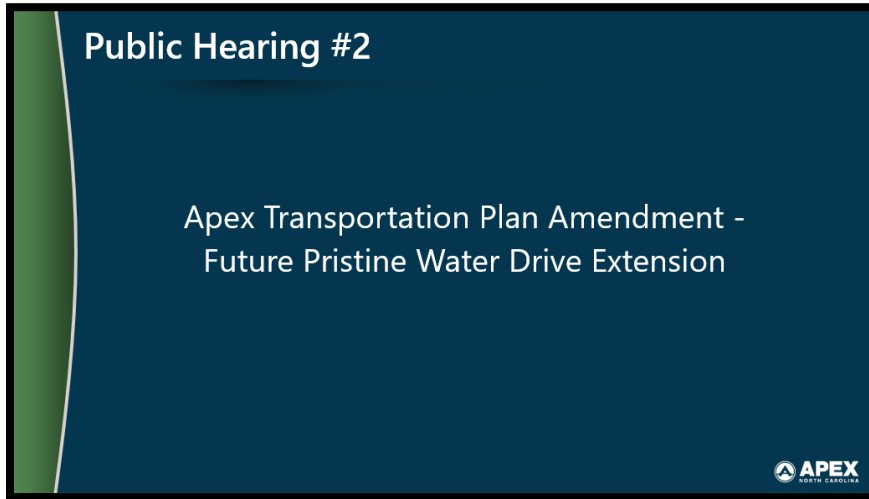 Public Hearing #2
Apex Transportation Plan Amendment -
Future Pristine Water Drive Extension
APEX
NORTH CAROLINA